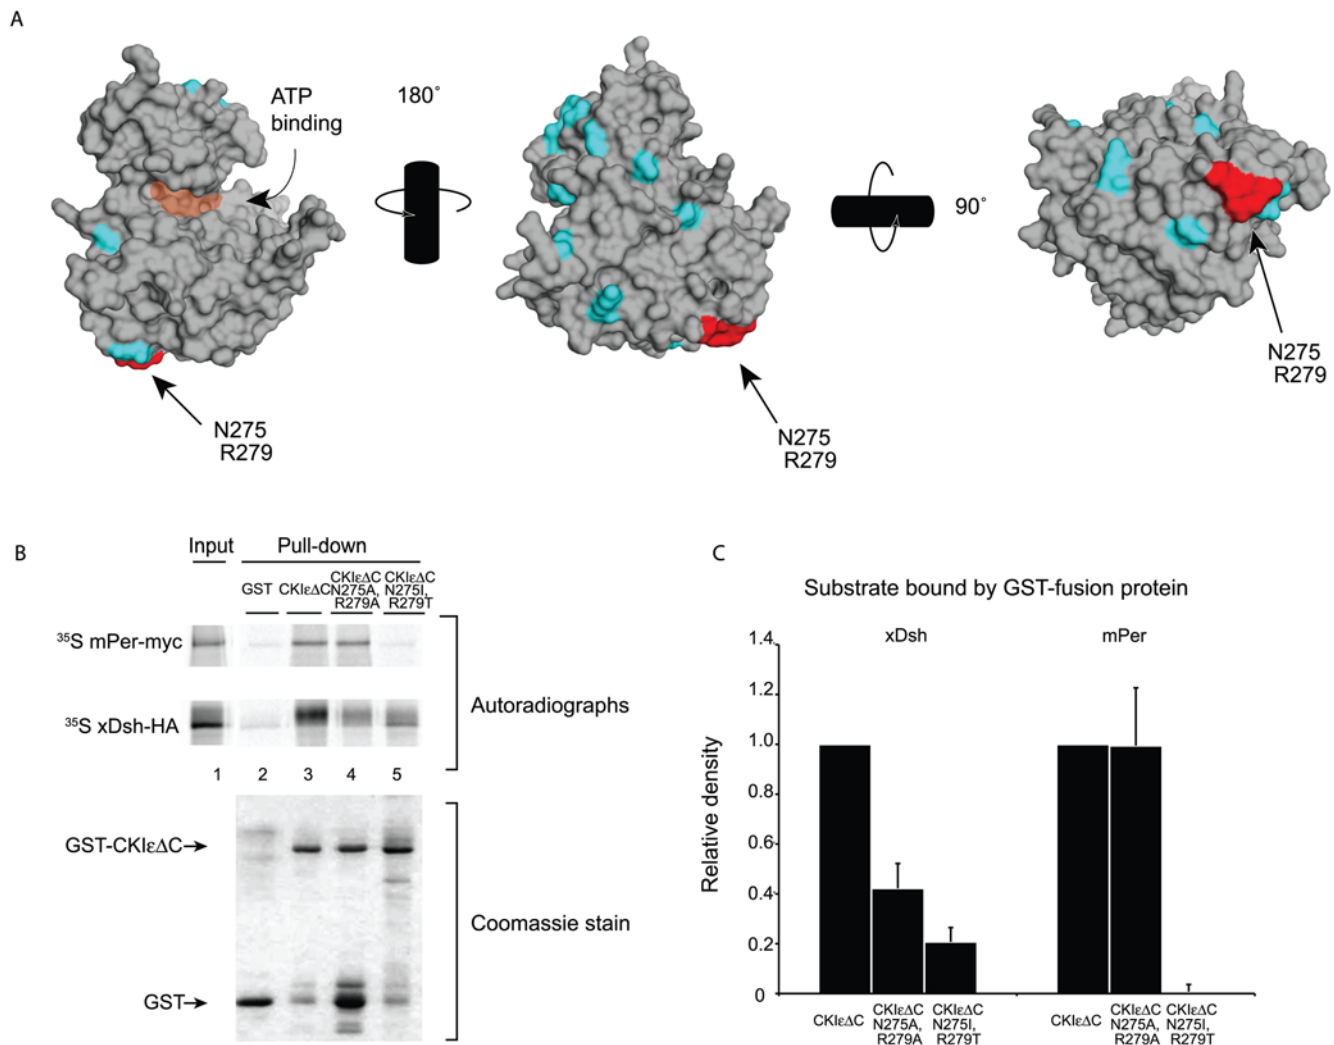 A
ATP
binding
180°
90°
N275
R279
N275
R279
N275
R279
B
Input
Pull-down
GST
CKIεΔC
CKIεΔC
N275A,
R279A
CKIεΔC
N275I,
R279T
³⁵S mPer-myc
³⁵S xDsh-HA
Autoradiographs
1 2 3 4 5
GST-CKIεΔC
Coomassie stain
GST
C
Substrate bound by GST-fusion protein
xDsh
mPer
Relative density
1.4
1.2
1.0
0.8
0.6
0.4
0.2
0
CKIεΔC
CKIεΔC
N275A,
R279A
CKIεΔC
N275I,
R279T
CKIεΔC
CKIεΔC
N275A,
R279A
CKIεΔC
N275I,
R279T